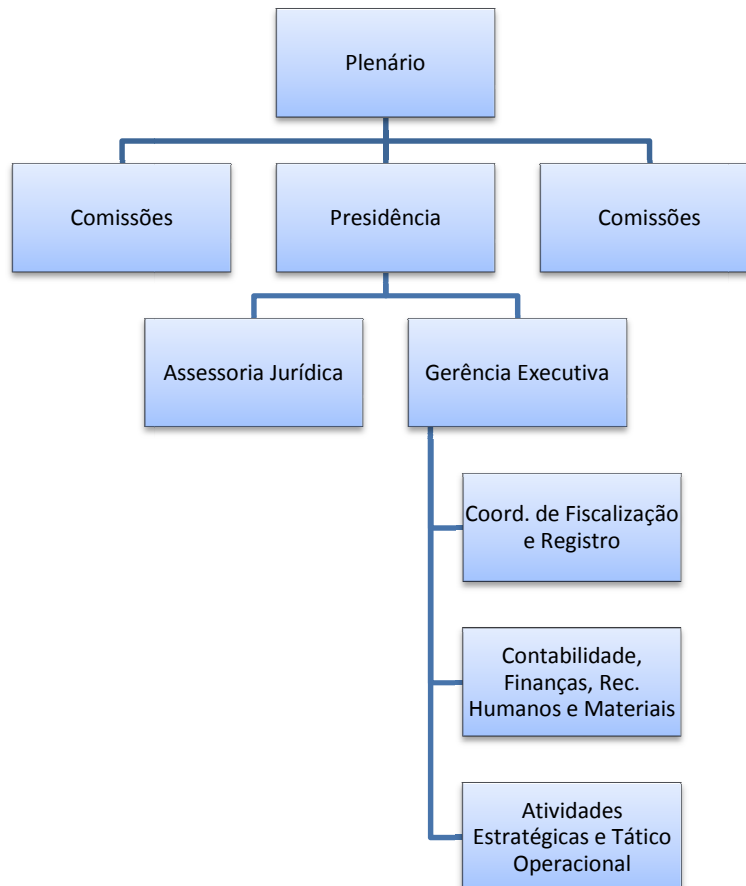 Plenário
Comissões
Presidência
Comissões
Assessoria Jurídica
Gerência Executiva
Coord. de Fiscalização
e Registro
Contabilidade,
Finanças, Rec.
Humanos e Materiais
Atividades
Estratégicas e Tático
Operacional